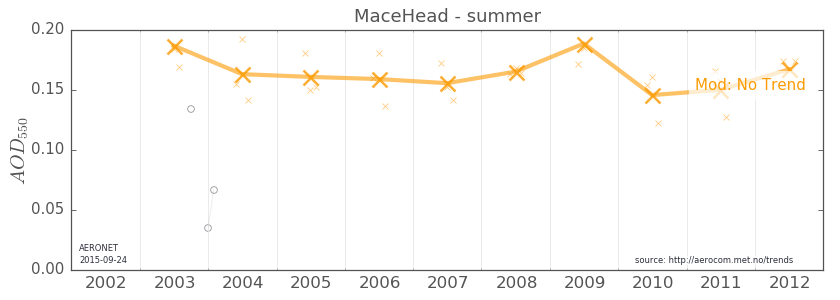 MaceHead - summer
0.20
0.15
0.10
0.05
0.00
AOD550
Mod: No Trend
AERONET
2015-09-24
source: http://aerocom.met.no/trends
2002 2003 2004 2005 2006 2007 2008 2009 2010 2011 2012